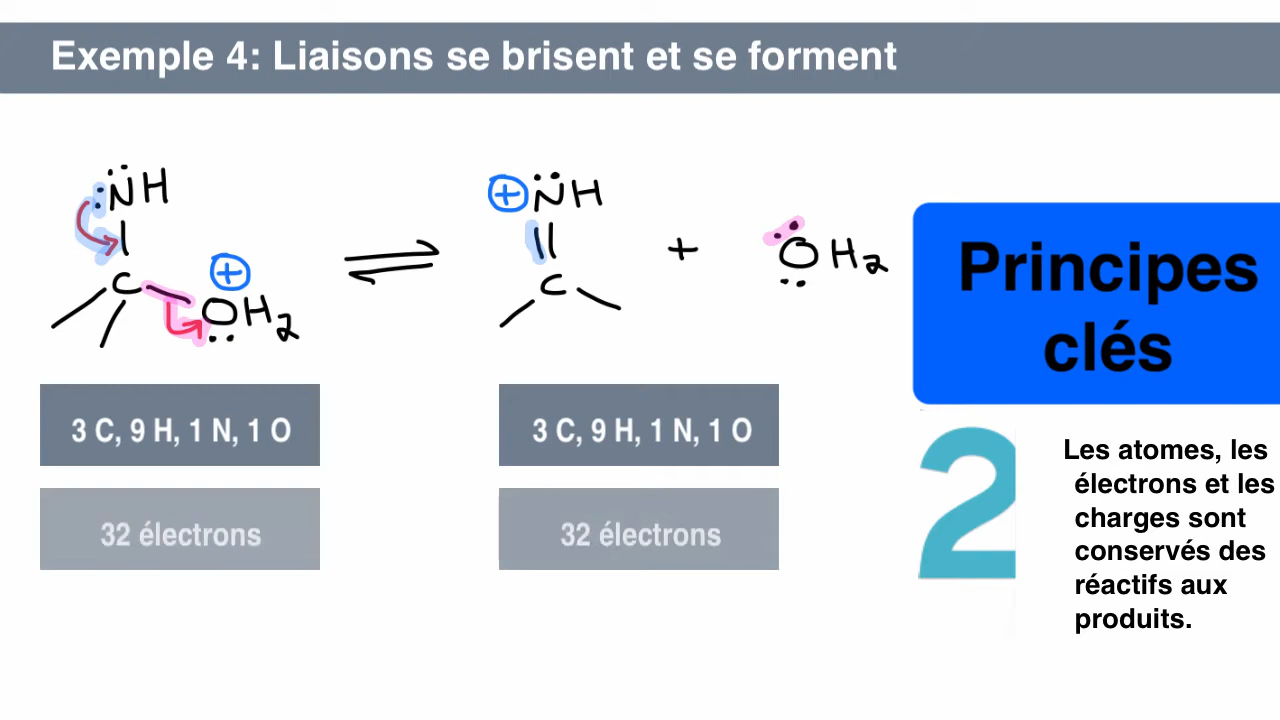 Exemple 4: Liaisons se brisent et se forment
:N̈H
C
⊕
OH2
⇌
⊕ N̈H
C
+
OH2
3 C, 9 H, 1 N, 1 O
3 C, 9 H, 1 N, 1 O
32 électrons
32 électrons
Principes
clés
2
Les atomes, les
électrons et les
charges sont
conservés des
réactifs aux
produits.